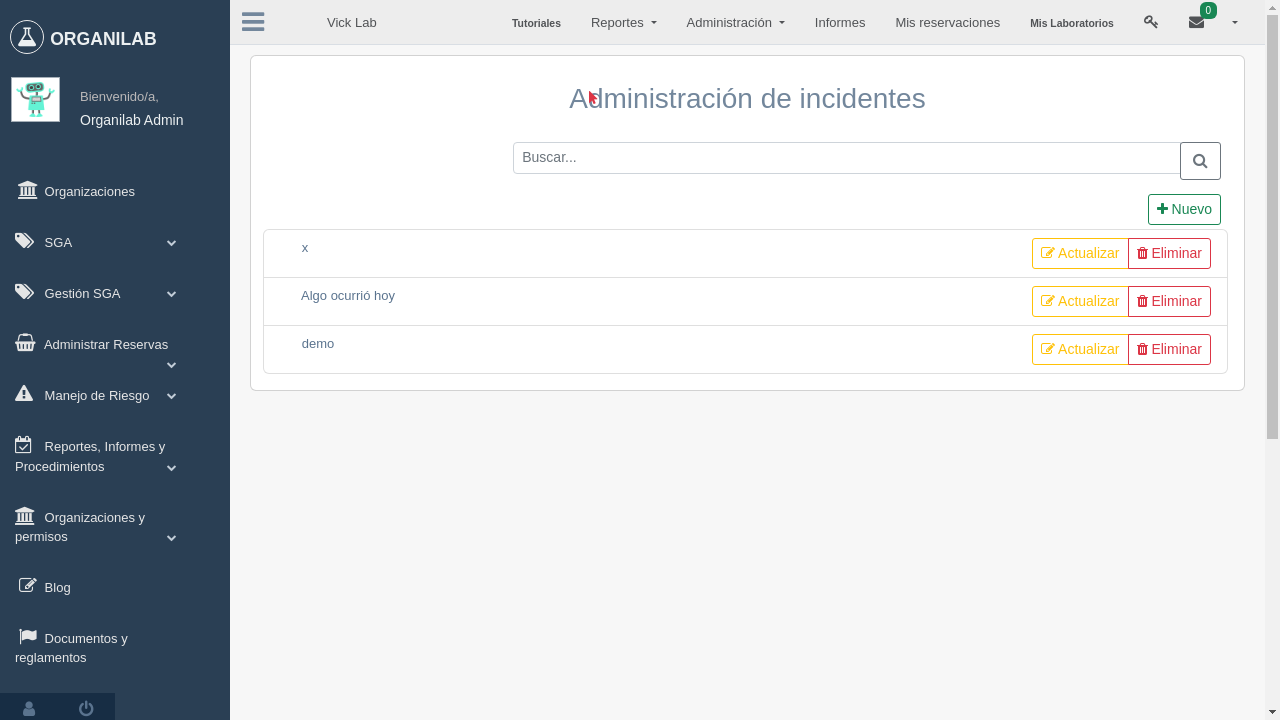 ORGANILAB
Bienvenido/a,
Organilab Admin
Organizaciones
SGA
Gestión SGA
Administrar Reservas
Manejo de Riesgo
Reportes, Informes y
Procedimientos
Organizaciones y
permisos
Blog
Documentos y
reglamentos
Vick Lab Tutoriales Reportes Administración Informes Mis reservaciones Mis Laboratorios 0
Administración de incidentes
Buscar...
Nuevo
x Actualizar Eliminar
Algo ocurrió hoy Actualizar Eliminar
demo Actualizar Eliminar